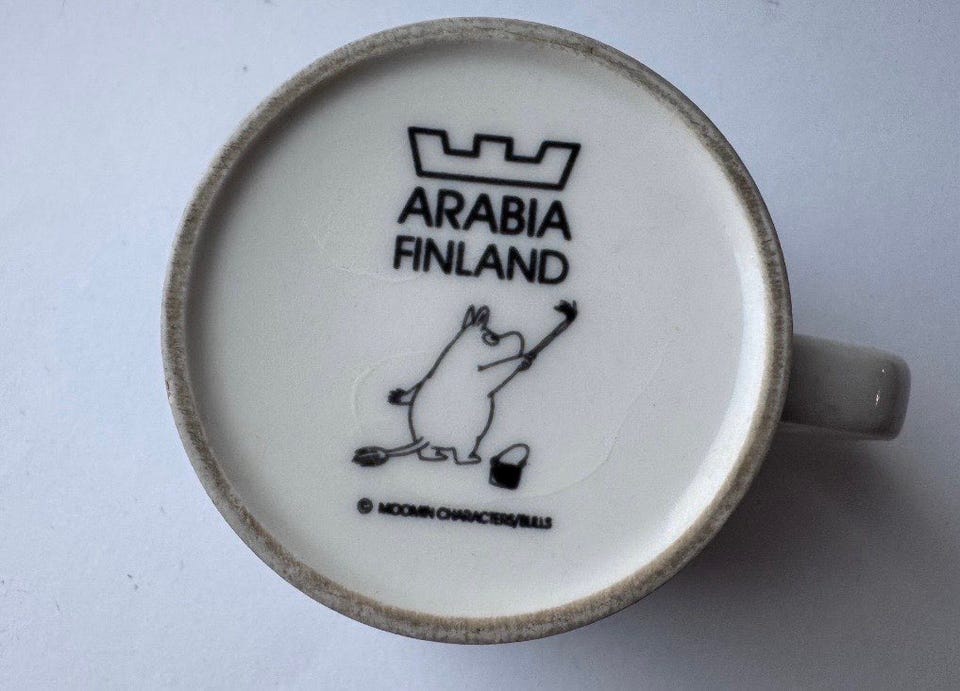 ARABIA
FINLAND
© MOOMIN CHARACTERS/BULLS